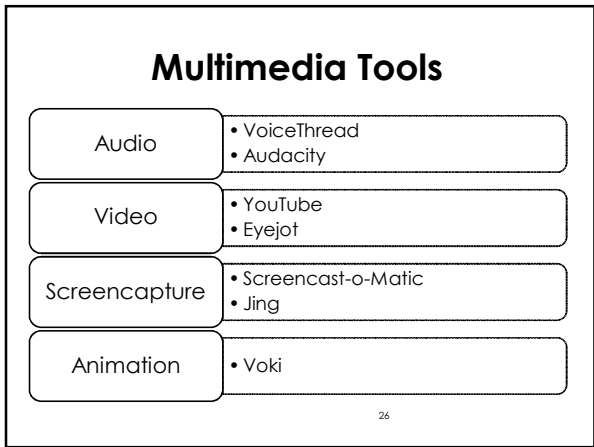 Multimedia Tools
Audio
• VoiceThread
• Audacity
Video
• YouTube
• Eyejot
Screencapture
• Screencast-o-Matic
• Jing
Animation
• Voki
26